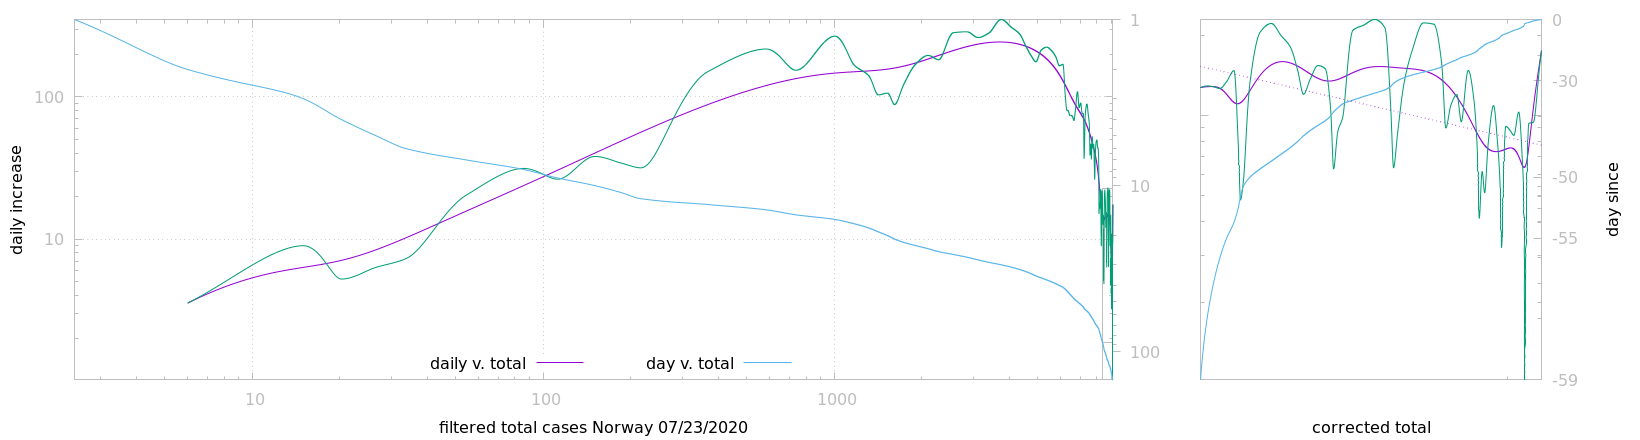 daily increase
100
10
daily v. total
day v. total
10
100
1000
filtered total cases Norway 07/23/2020
1
10
100
0
-30
-50
-55
-59
day since
corrected total